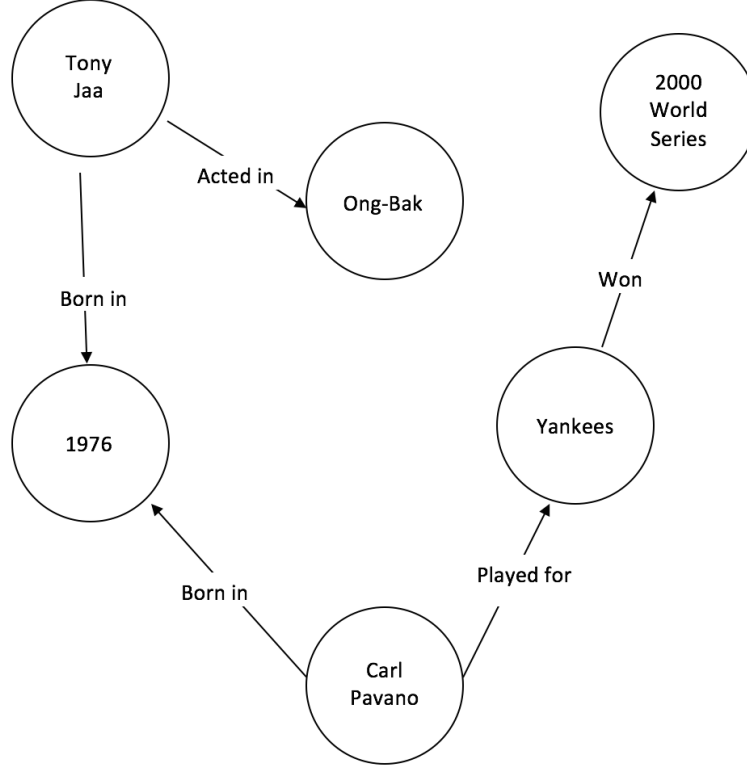 Tony
Jaa
2000
World
Series
Acted in
Ong-Bak
Won
Born in
Yankees
1976
Played for
Born in
Carl
Pavano